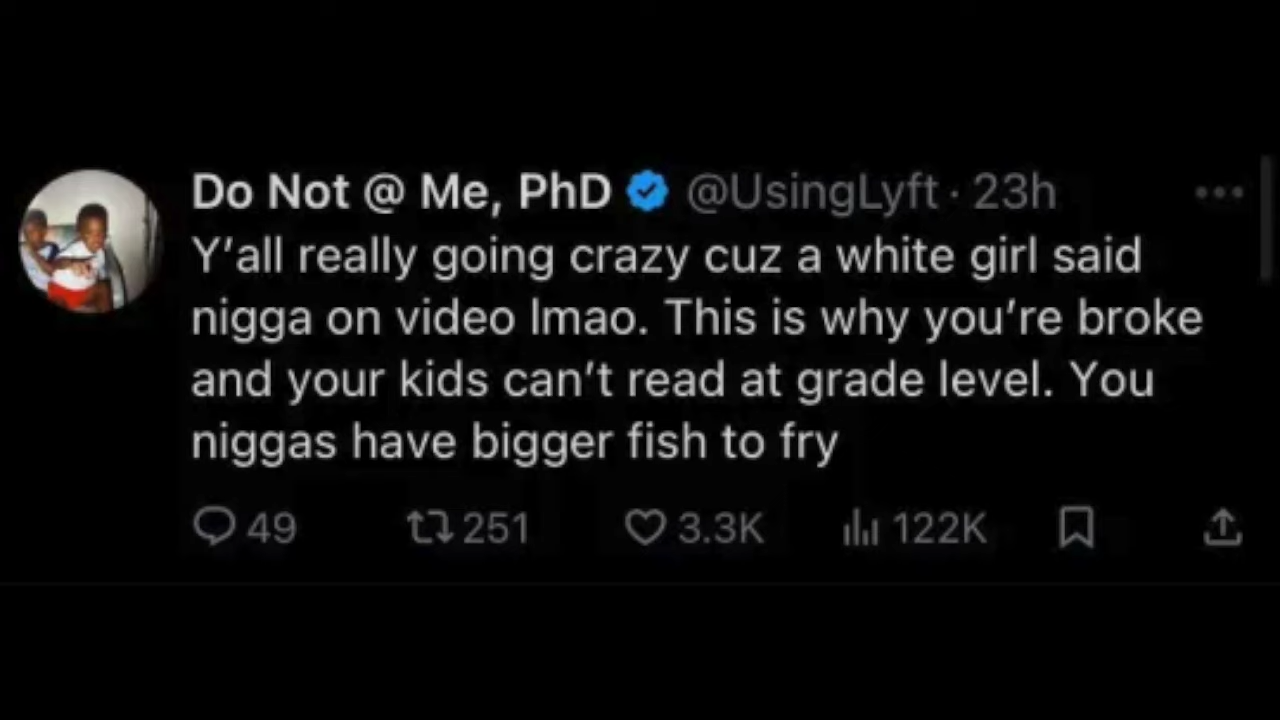 Do Not @ Me, PhD @UsingLyft · 23h
Y'all really going crazy cuz a white girl said
nigga on video lmao. This is why you're broke
and your kids can't read at grade level. You
niggas have bigger fish to fry
49 251 3.3K 122K